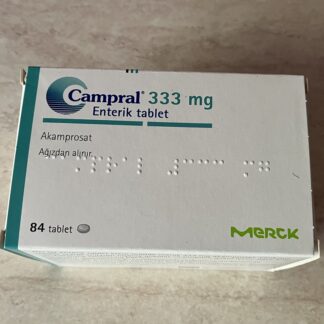 Campral® 333 mg
Enterik tablet
Akamprosat
Ağızdan alınır.
84 tablet
MERCK